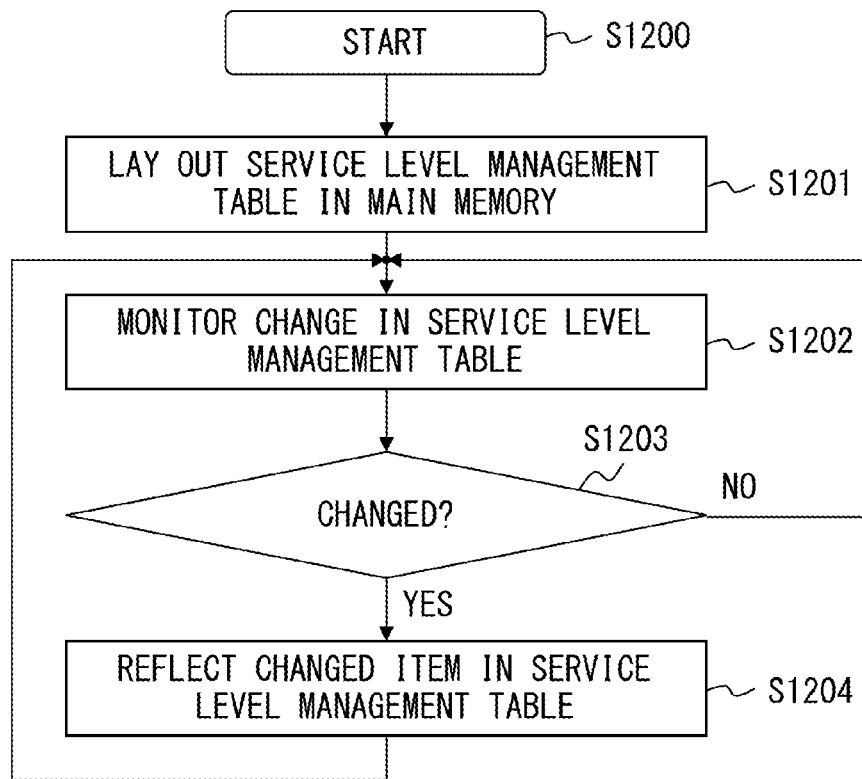 START
S1200
LAY OUT SERVICE LEVEL MANAGEMENT
TABLE IN MAIN MEMORY
S1201
MONITOR CHANGE IN SERVICE LEVEL
MANAGEMENT TABLE
S1202
S1203
CHANGED?
NO
YES
REFLECT CHANGED ITEM IN SERVICE
LEVEL MANAGEMENT TABLE
S1204